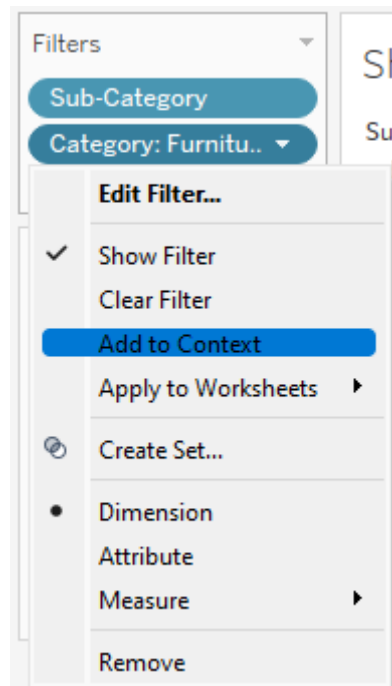 Filters
Sub-Category
Category: Furnitu..
Edit Filter...
Show Filter
Clear Filter
Add to Context
Apply to Worksheets
Create Set...
Dimension
Attribute
Measure
Remove